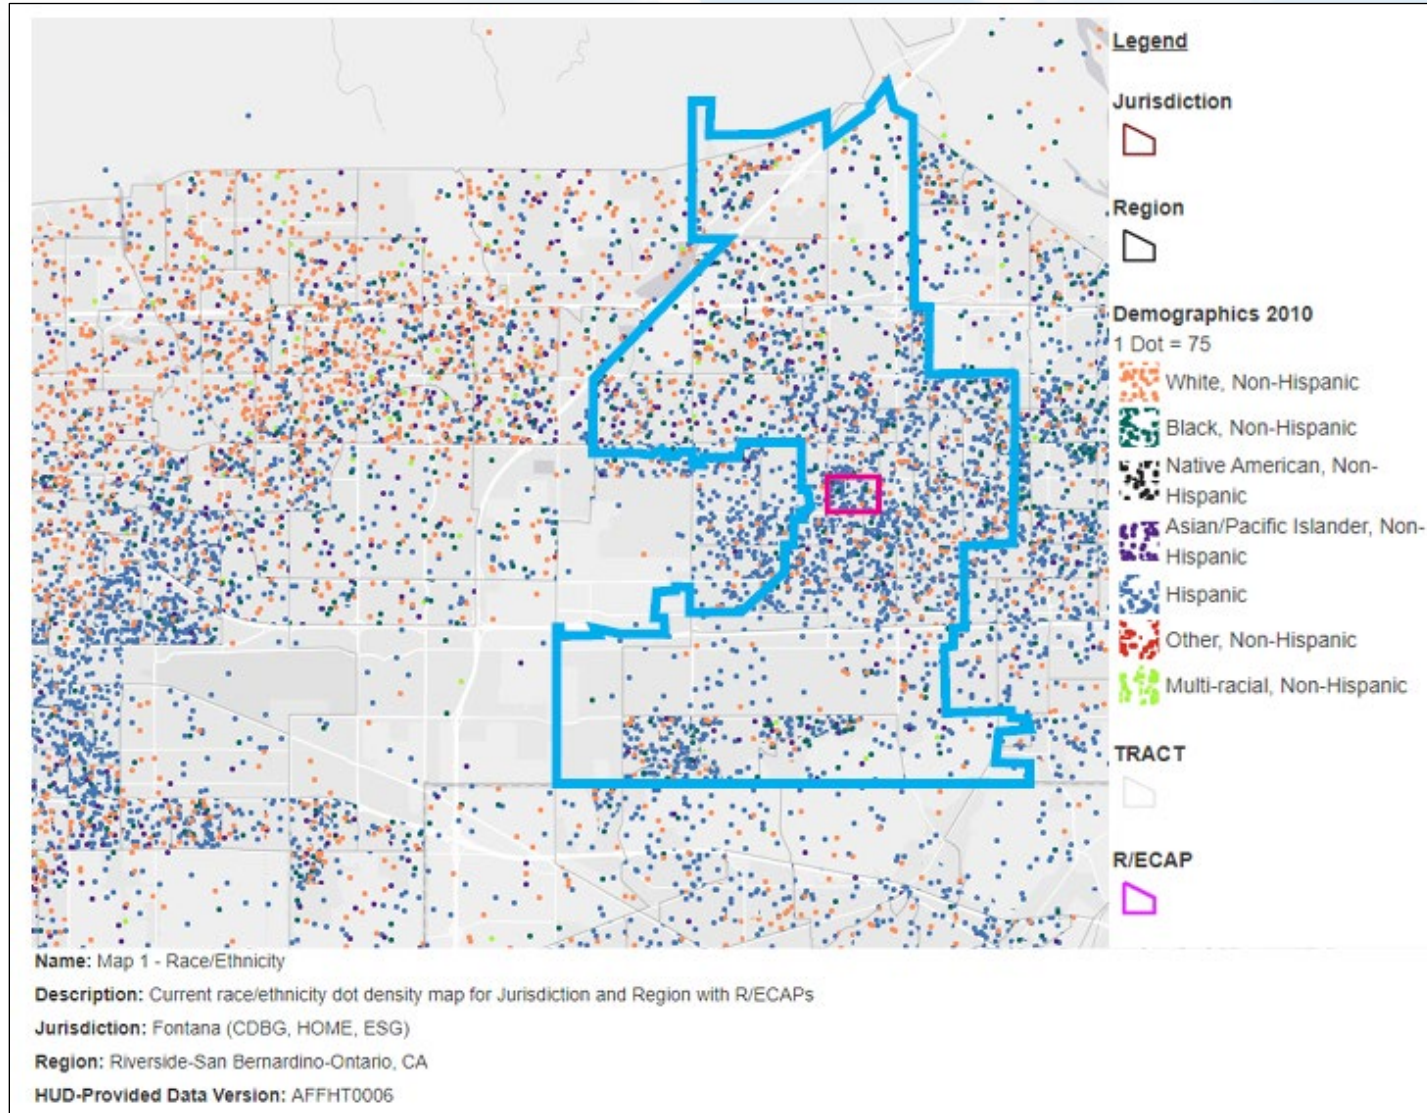 Legend
Jurisdiction
Region
Demographics 2010
1 Dot = 75
White, Non-Hispanic
Black, Non-Hispanic
Native American, Non-
Hispanic
Asian/Pacific Islander, Non-
Hispanic
Hispanic
Other, Non-Hispanic
Multi-racial, Non-Hispanic
TRACT
R/ECAP
Name: Map 1 - Race/Ethnicity
Description: Current race/ethnicity dot density map for Jurisdiction and Region with R/ECAPs
Jurisdiction: Fontana (CDBG, HOME, ESG)
Region: Riverside-San Bernardino-Ontario, CA
HUD-Provided Data Version: AFFHT0006